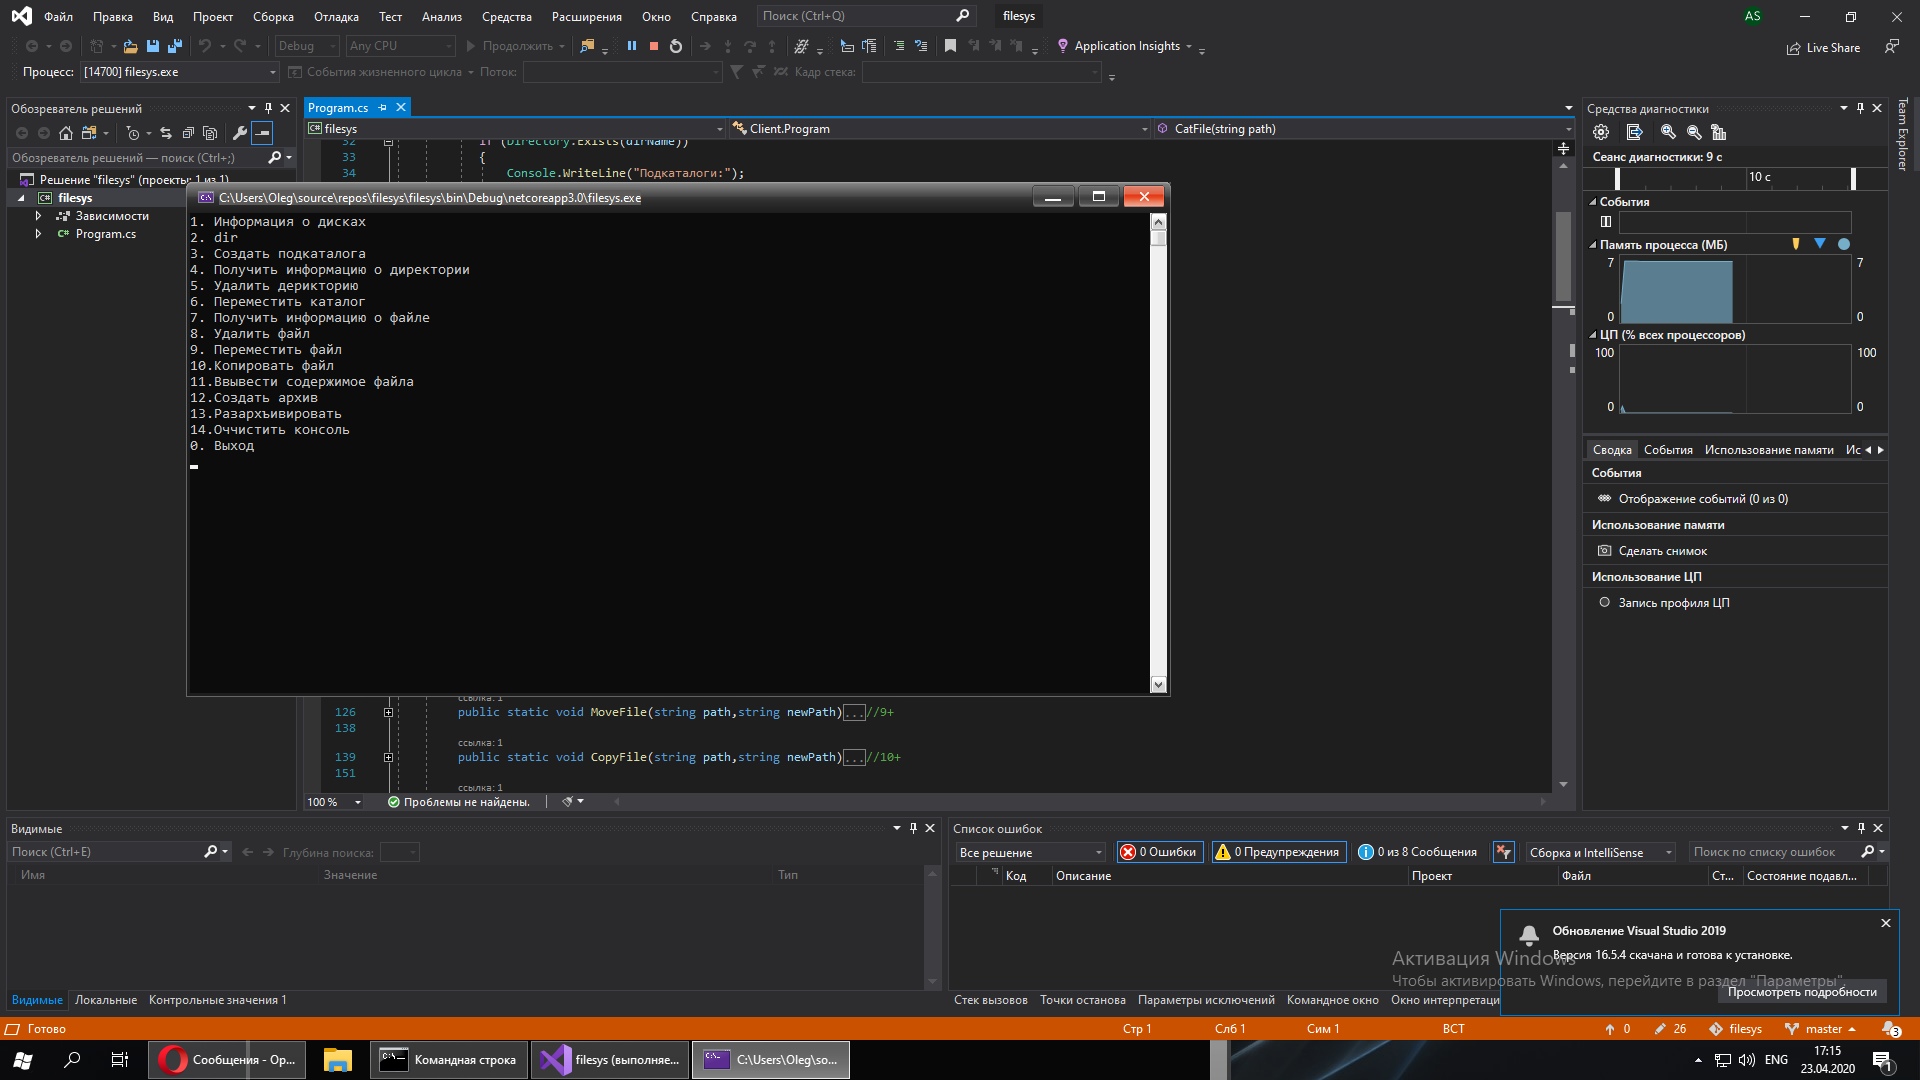 Файл Правка Вид Проект Сборка Отладка Тест Анализ Средства Расширения Окно Справка Поиск (Ctrl+Q) filesys AS
Debug Any CPU Продолжить Application Insights Live Share
Процесс: [14700] filesys.exe События жизненного цикла Поток: Кадр стека:
Обозреватель решений
Обозреватель решений — поиск (Ctrl+;)
Решение "filesys" (проекты: 1 из 1)
filesys
Зависимости
Program.cs
Program.cs
filesys Client.Program CatFile(string path)
32 if (Directory.Exists(dirName))
33 {
34 Console.WriteLine("Подкаталоги:");
C:\Users\Oleg\source\repos\filesys\filesys\bin\Debug\netcoreapp3.0\filesys.exe
1. Информация о дисках
2. dir
3. Создать подкаталога
4. Получить информацию о директории
5. Удалить дерикторию
6. Переместить каталог
7. Получить информацию о файле
8. Удалить файл
9. Переместить файл
10.Копировать файл
11.Ввывести содержимое файла
12.Создать архив
13.Разархъивировать
14.Оччистить консоль
0. Выход
ссылка: 1
126 public static void MoveFile(string path,string newPath)...//9+
138
ссылка: 1
139 public static void CopyFile(string path,string newPath)...//10+
151
ссылка: 1
100 % Проблемы не найдены.
Средства диагностики
Сеанс диагностики: 9 с
10 с
События
Память процесса (МБ)
7 7
0 0
ЦП (% всех процессоров)
100 100
0 0
Сводка События Использование памяти Ис
События
Отображение событий (0 из 0)
Использование памяти
Сделать снимок
Использование ЦП
Запись профиля ЦП
Team Explorer
Видимые
Поиск (Ctrl+E) Глубина поиска:
Имя Значение Тип
Видимые Локальные Контрольные значения 1
Список ошибок
Все решение 0 Ошибки 0 Предупреждения 0 из 8 Сообщения Сборка и IntelliSense Поиск по списку ошибок
Код Описание Проект Файл Ст... Состояние подавл...
Стек вызовов Точки останова Параметры исключений Командное окно Окно интерпретаци
Обновление Visual Studio 2019
Версия 16.5.4 скачана и готова к установке.
Просмотреть подробности
Активация Windows
Чтобы активировать Windows, перейдите в раздел "Параметры".
Готово Стр 1 Слб 1 Сим 1 ВСТ 0 26 filesys master 3
Сообщения - Op... Командная строка filesys (выполняе... C:\Users\Oleg\so... ENG 17:15
23.04.2020 1